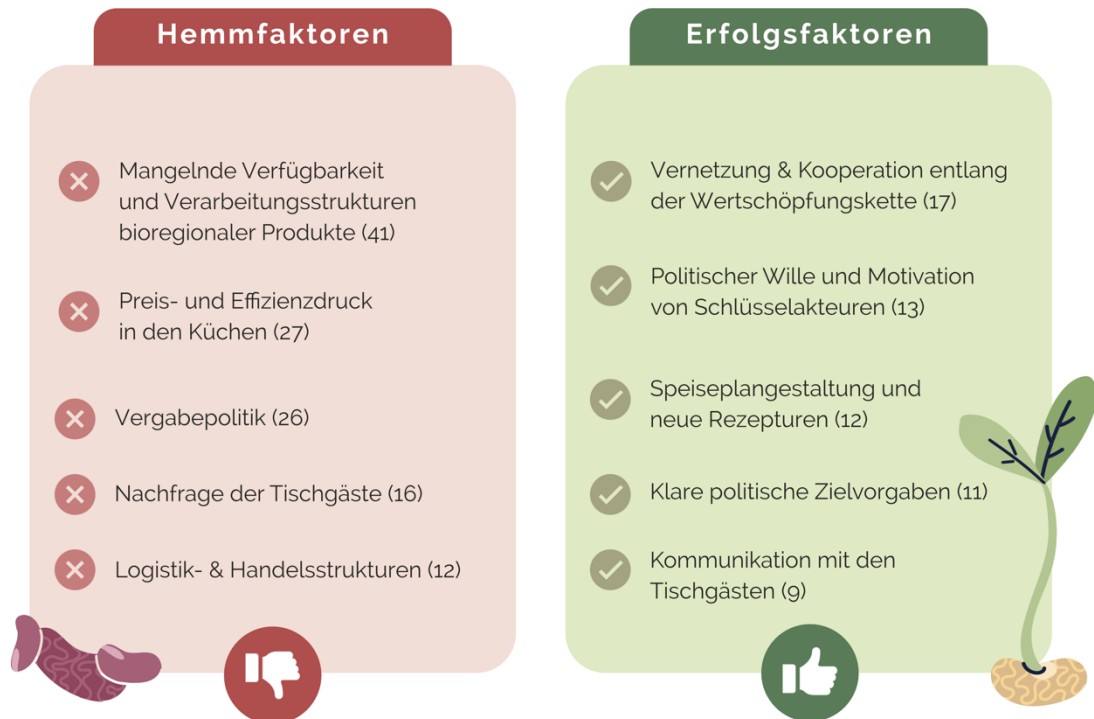 Hemmfaktoren
Mangelnde Verfügbarkeit
und Verarbeitungsstrukturen
bioregionaler Produkte (41)
Preis- und Effizienzdruck
in den Küchen (27)
Vergabepolitik (26)
Nachfrage der Tischgäste (16)
Logistik- & Handelsstrukturen (12)
Erfolgsfaktoren
Vernetzung & Kooperation entlang
der Wertschöpfungskette (17)
Politischer Wille und Motivation
von Schlüsselakteuren (13)
Speiseplangestaltung und
neue Rezepturen (12)
Klare politische Zielvorgaben (11)
Kommunikation mit den
Tischgästen (9)